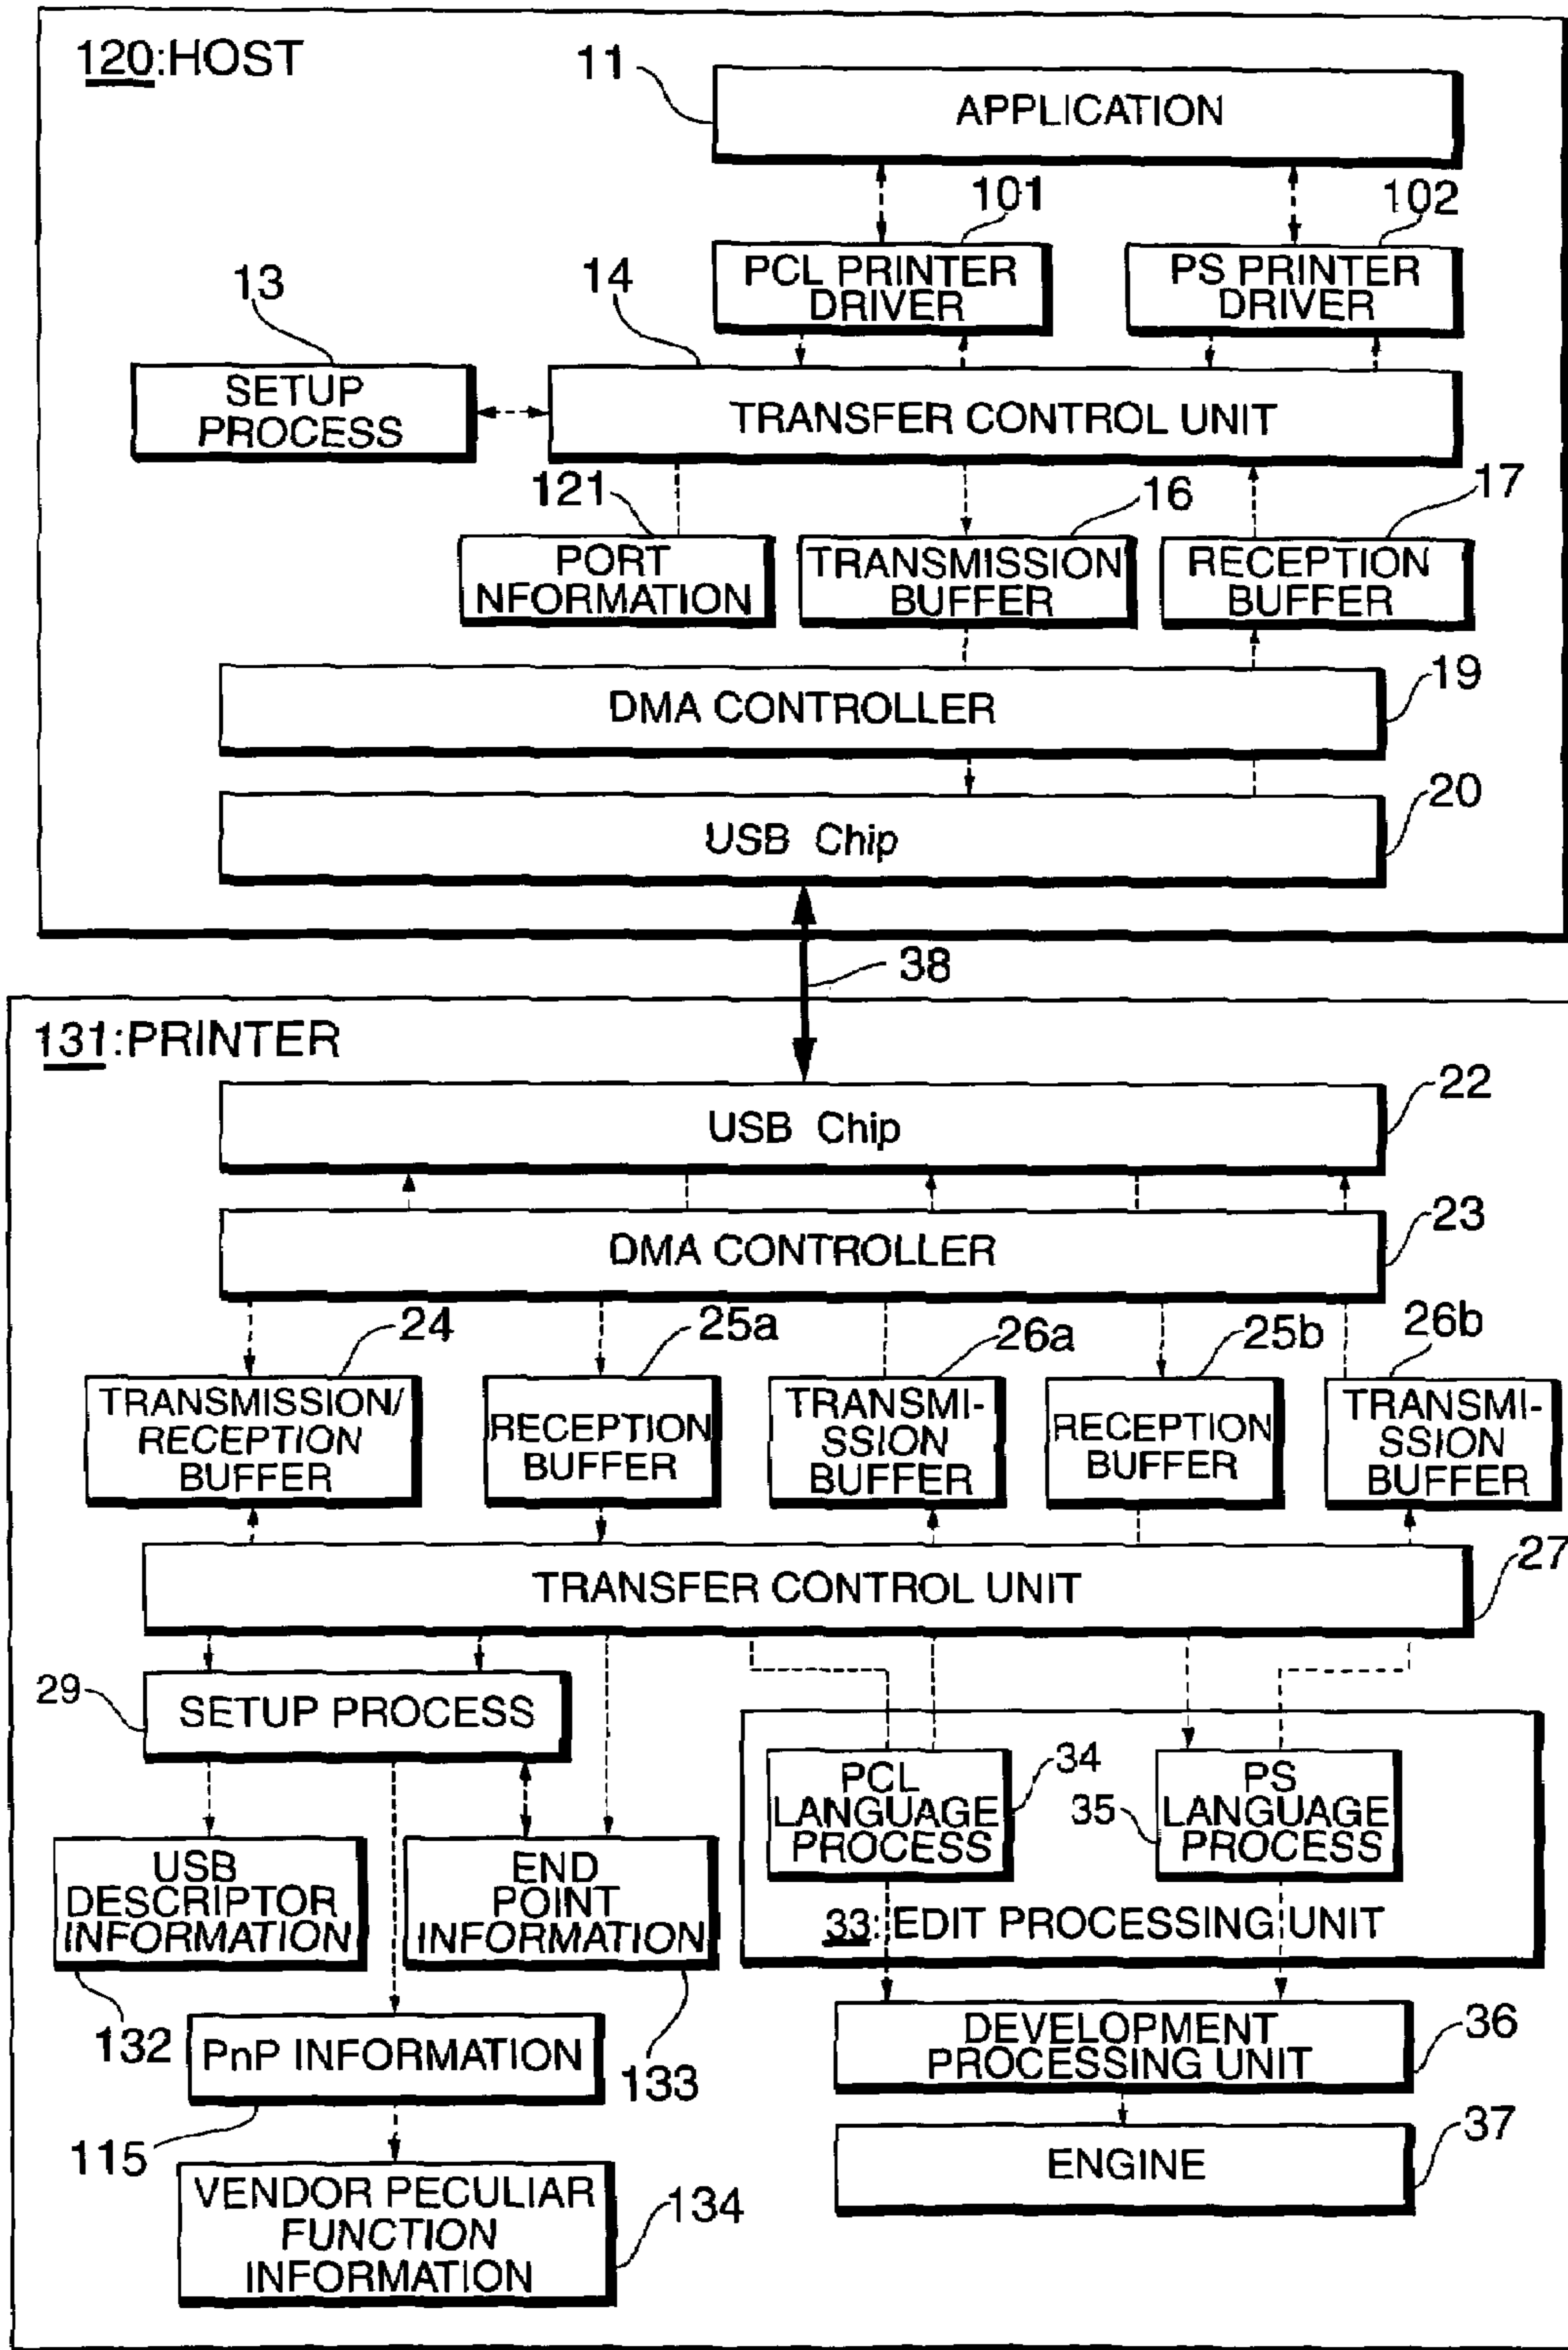 120:HOST
11
APPLICATION
101
102
PCL PRINTER
DRIVER
PS PRINTER
DRIVER
13
14
SETUP
PROCESS
TRANSFER CONTROL UNIT
121
16
17
PORT
NFORMATION
TRANSMISSION
BUFFER
RECEPTION
BUFFER
19
DMA CONTROLLER
20
USB Chip
38
131:PRINTER
22
USB Chip
23
DMA CONTROLLER
24
25a
26a
25b
26b
TRANSMISSION/
RECEPTION
BUFFER
RECEPTION
BUFFER
TRANSMI-
SSION
BUFFER
RECEPTION
BUFFER
TRANSMI-
SSION
BUFFER
27
TRANSFER CONTROL UNIT
29
SETUP PROCESS
PCL
LANGUAGE
PROCESS
34
35
PS
LANGUAGE
PROCESS
33:EDIT PROCESSING UNIT
USB
DESCRIPTOR
INFORMATION
END
POINT
INFORMATION
132
133
PnP INFORMATION
115
DEVELOPMENT
PROCESSING UNIT
36
ENGINE
37
VENDOR PECULIAR
FUNCTION
INFORMATION
134